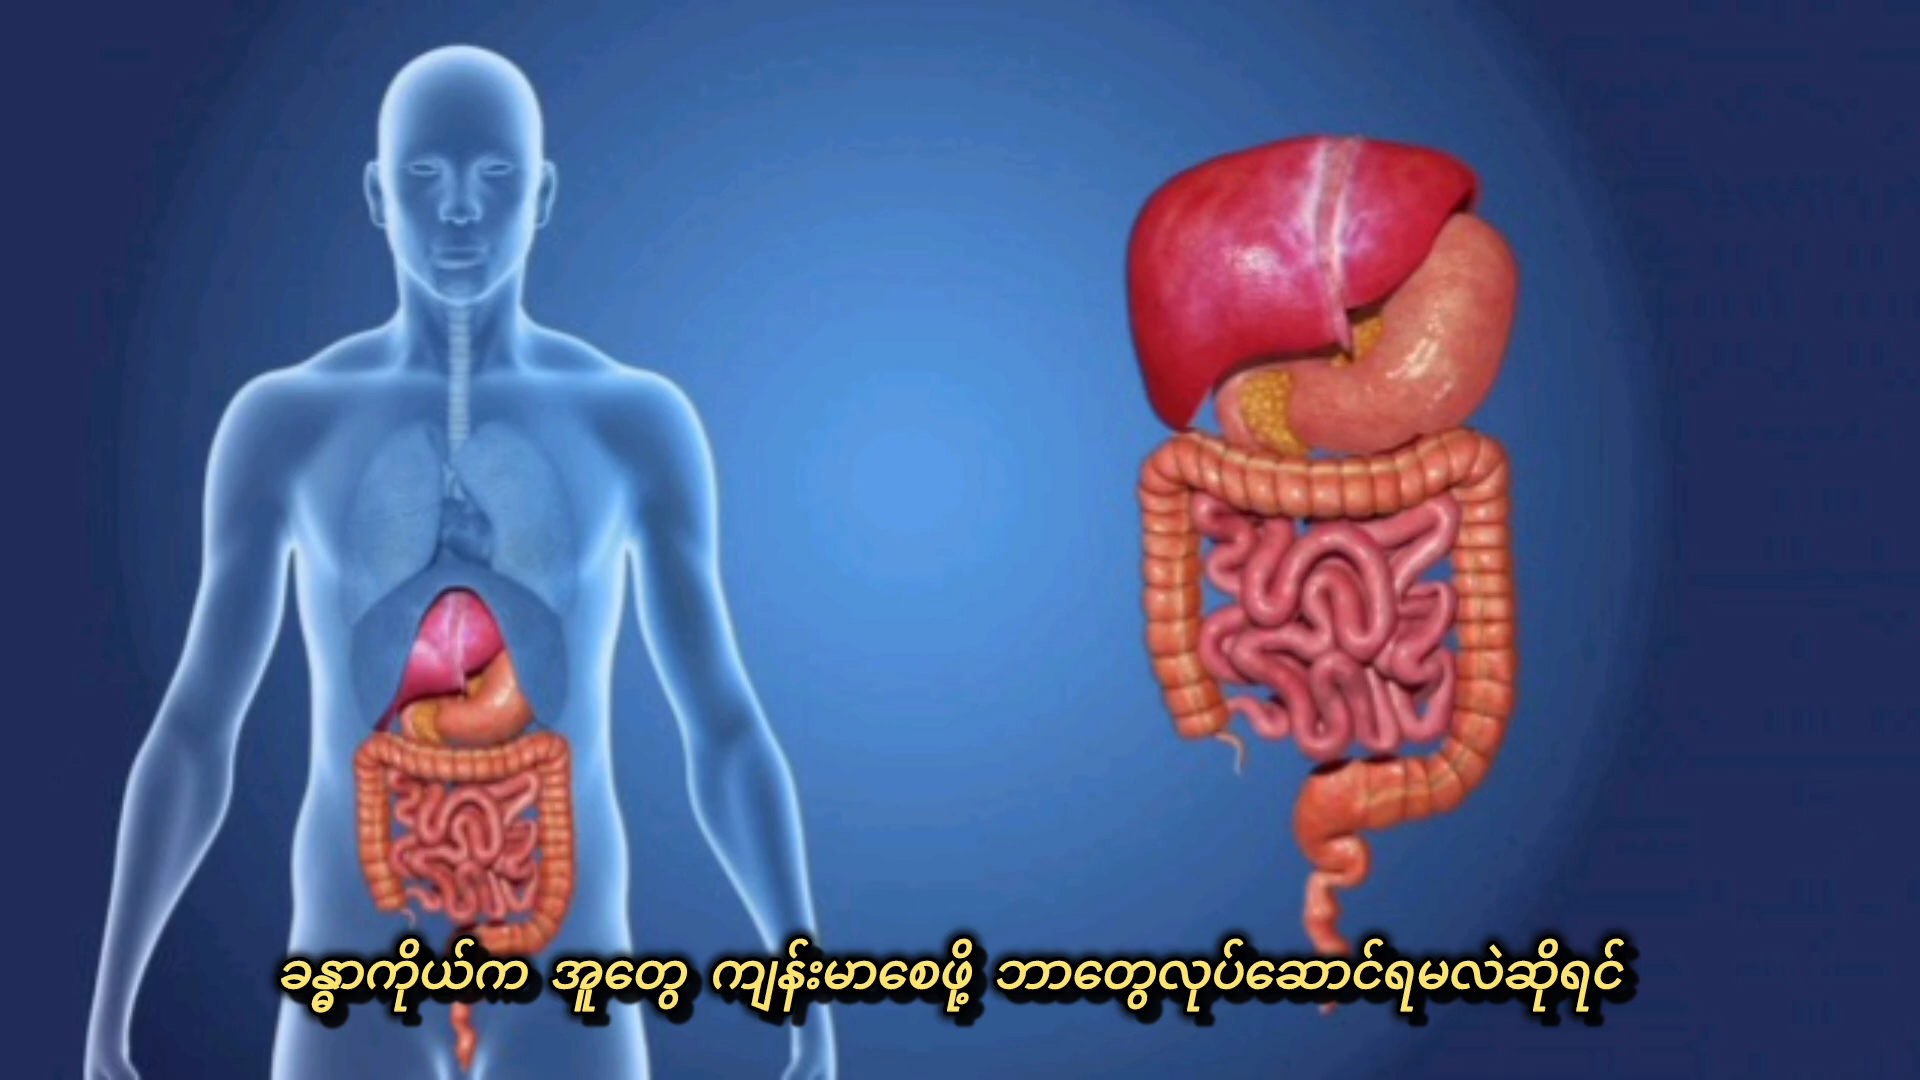 ခန္ဓာကိုယ်က အူတွေ ကျန်းမာစေဖို့ ဘာတွေလုပ်ဆောင်ရမလဲဆိုရင်